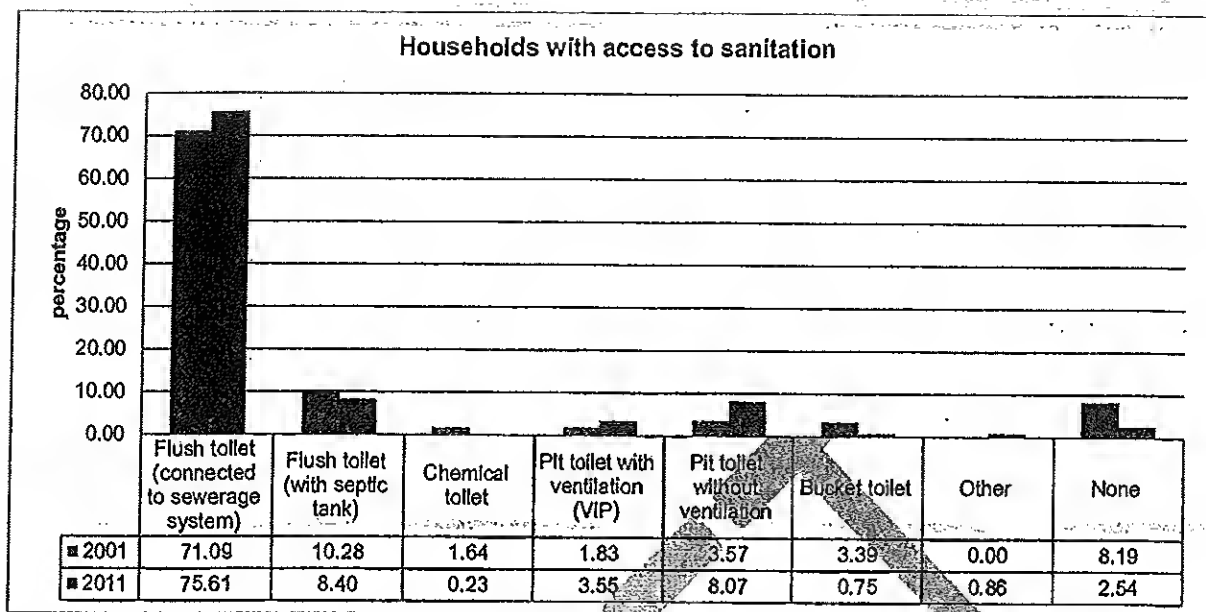 Households with access to sanitation
percentage
80.00
70.00
60.00
50.00
40.00
30.00
20.00
10.00
0.00
Flush toilet (connected to sewerage system)
Flush toilet (with septic tank)
Chemical toilet
Pit toilet with ventilation (VIP)
Pit toilet without ventilation
Bucket toilet
Other
None
2001 71.09 10.28 1.64 1.83 3.57 3.39 0.00 8.19
2011 75.61 8.40 0.23 3.55 8.07 0.75 0.86 2.54